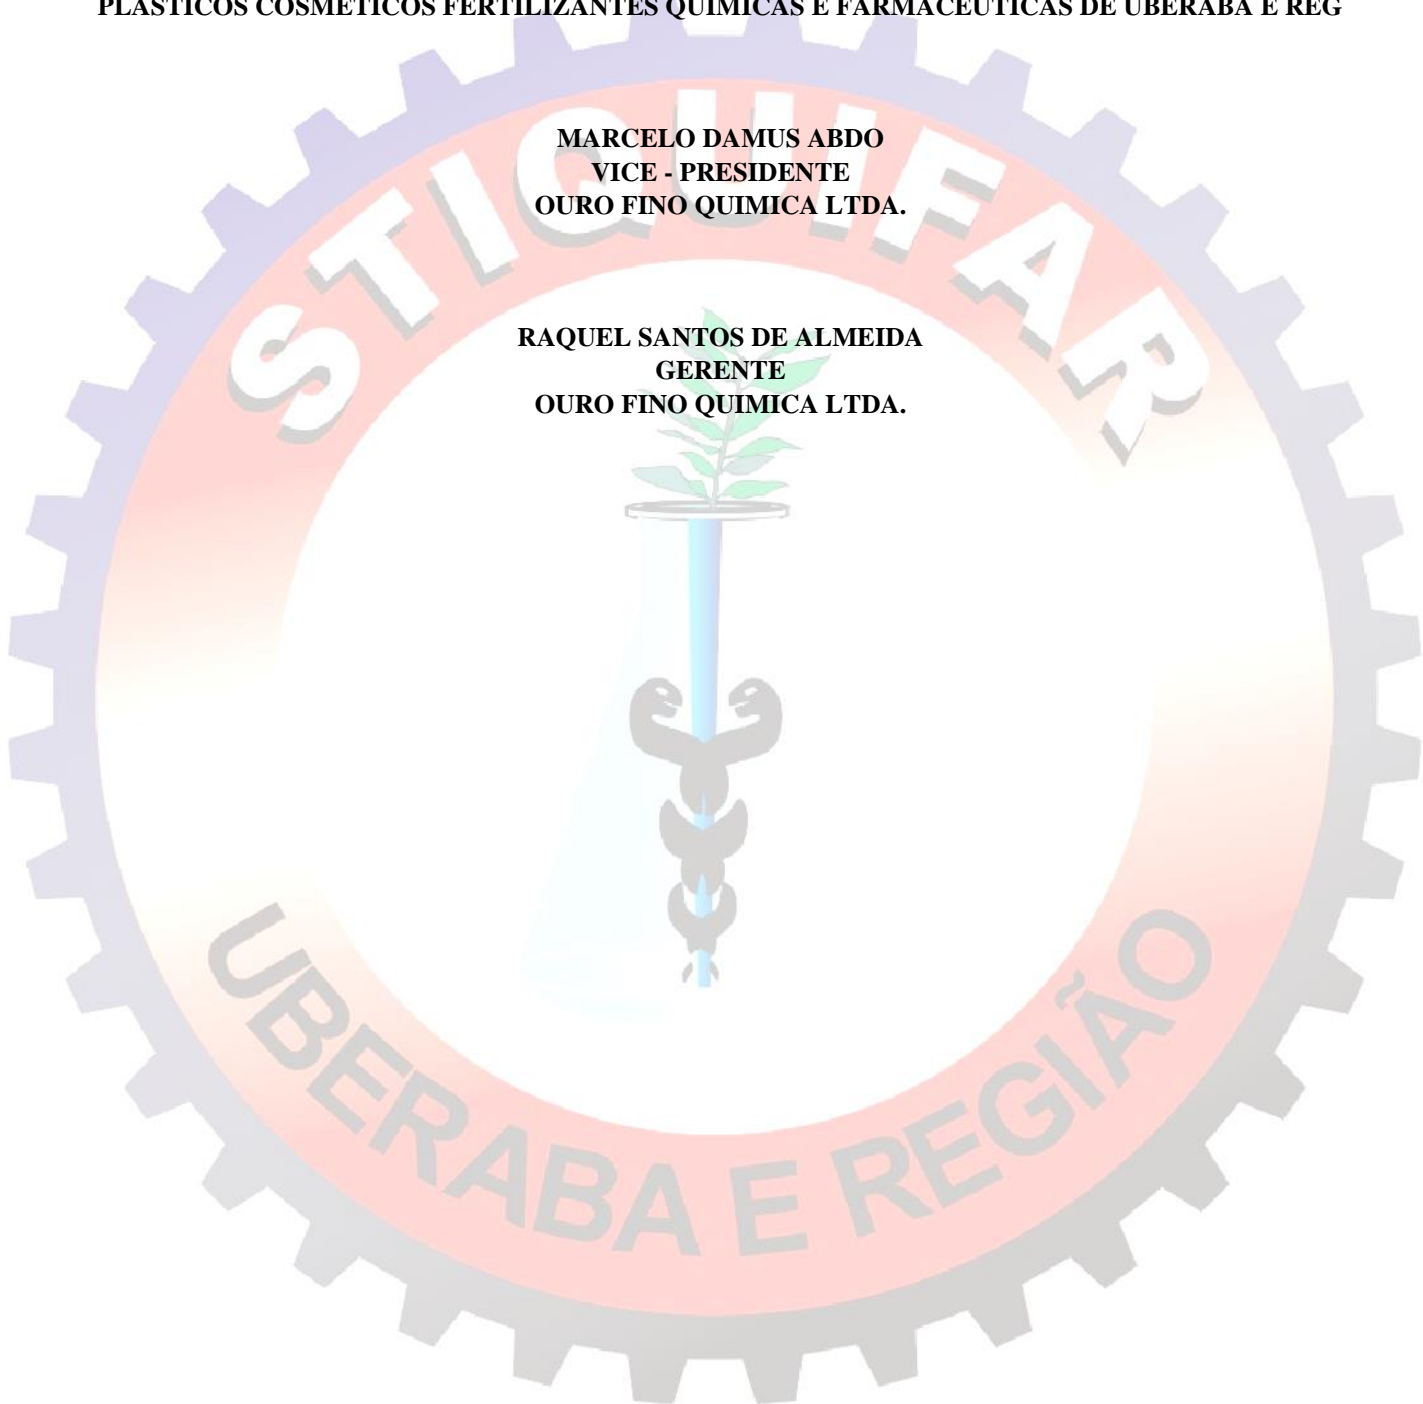 PLASTICOS COSMETICOS FERTILIZANTES QUIMICAS E FARMACEUTICAS DE UBERABA E REG
MARCELO DAMUS ABDO
VICE - PRESIDENTE
OURO FINO QUIMICA LTDA.
RAQUEL SANTOS DE ALMEIDA
GERENTE
OURO FINO QUIMICA LTDA.
STIQUIFAR
UBERABA E REGIÃO